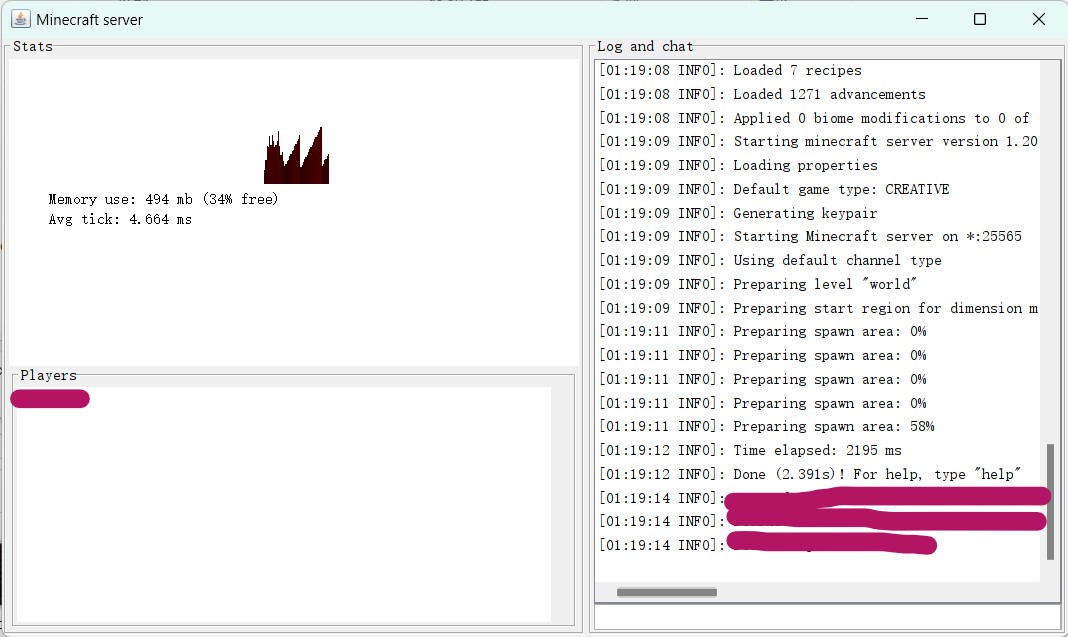 Minecraft server
Stats
Memory use: 494 mb (34% free)
Avg tick: 4.664 ms
Players
Log and chat
[01:19:08 INFO]: Loaded 7 recipes
[01:19:08 INFO]: Loaded 1271 advancements
[01:19:08 INFO]: Applied 0 biome modifications to 0 of
[01:19:09 INFO]: Starting minecraft server version 1.20
[01:19:09 INFO]: Loading properties
[01:19:09 INFO]: Default game type: CREATIVE
[01:19:09 INFO]: Generating keypair
[01:19:09 INFO]: Starting Minecraft server on *:25565
[01:19:09 INFO]: Using default channel type
[01:19:09 INFO]: Preparing level "world"
[01:19:09 INFO]: Preparing start region for dimension m
[01:19:11 INFO]: Preparing spawn area: 0%
[01:19:11 INFO]: Preparing spawn area: 0%
[01:19:11 INFO]: Preparing spawn area: 0%
[01:19:11 INFO]: Preparing spawn area: 0%
[01:19:11 INFO]: Preparing spawn area: 58%
[01:19:12 INFO]: Time elapsed: 2195 ms
[01:19:12 INFO]: Done (2.391s)! For help, type "help"
[01:19:14 INFO]:
[01:19:14 INFO]:
[01:19:14 INFO]: